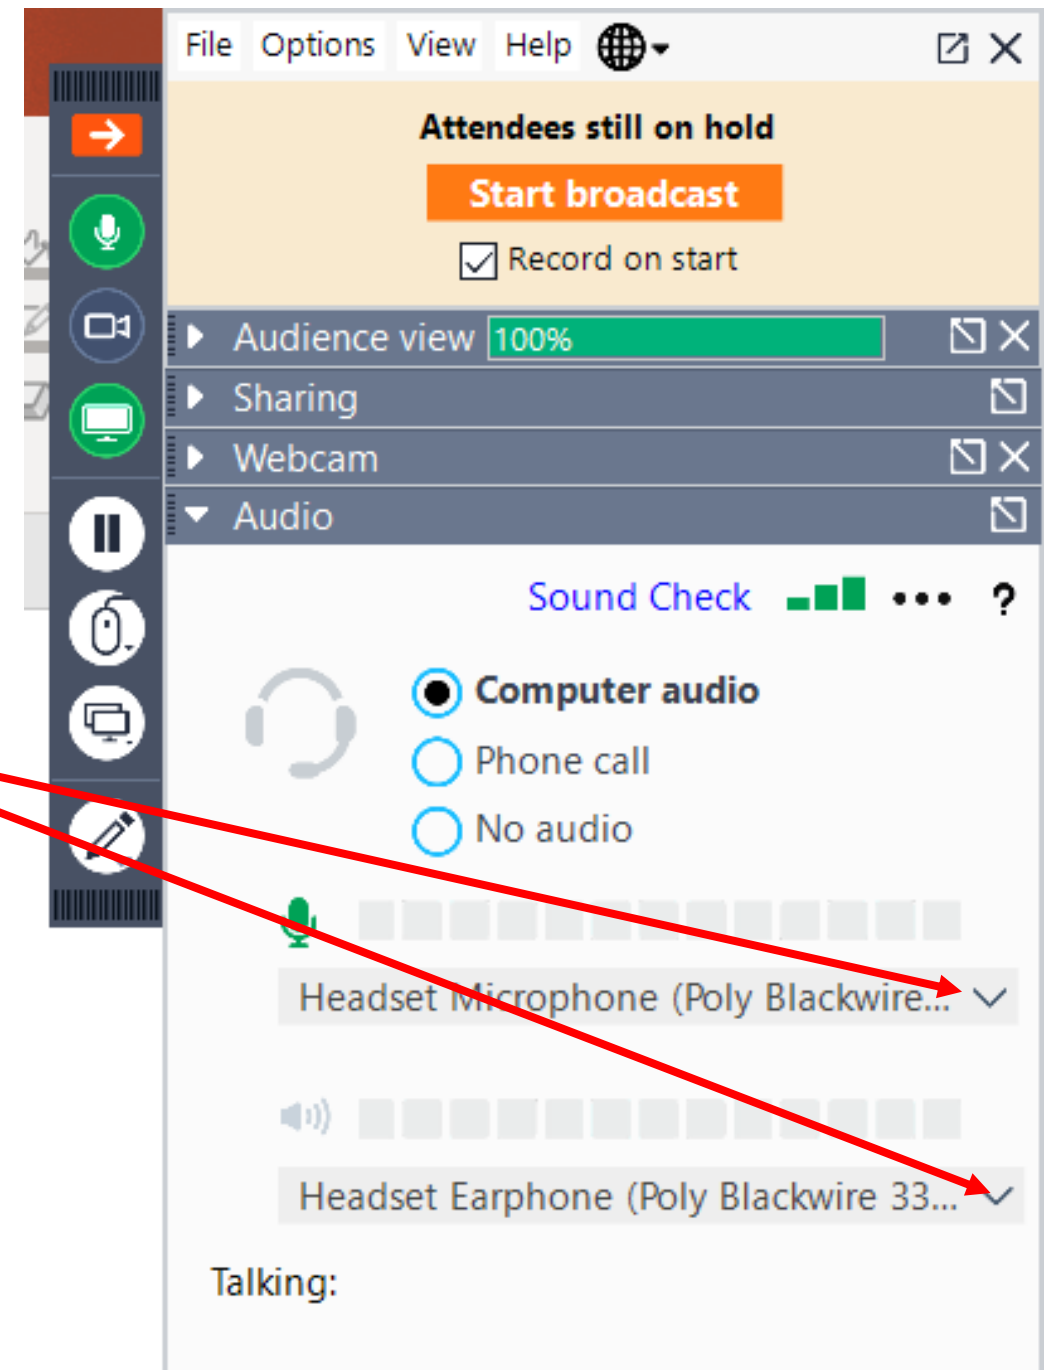 File Options View Help
Attendees still on hold
Start broadcast
Record on start
Audience view 100%
Sharing
Webcam
Audio
Sound Check ?
Computer audio
Phone call
No audio
Headset Microphone (Poly Blackwire...
Headset Earphone (Poly Blackwire 33...
Talking: